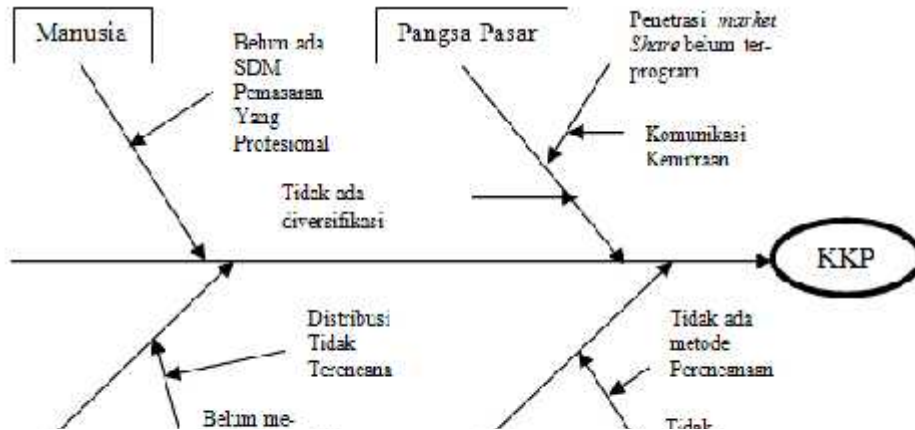 Manusia
Belum ada
SDM
Pemasaran
Yang
Profesional
Pangsa Pasar
Penetrasi market
Share belum ter-
program
Komunikasi
Kemitraan
Tidak ada
diversifikasi
KKP
Distribusi
Tidak
Terencana
Belum me-
Tidak ada
metode
Perencanaan
Tidak